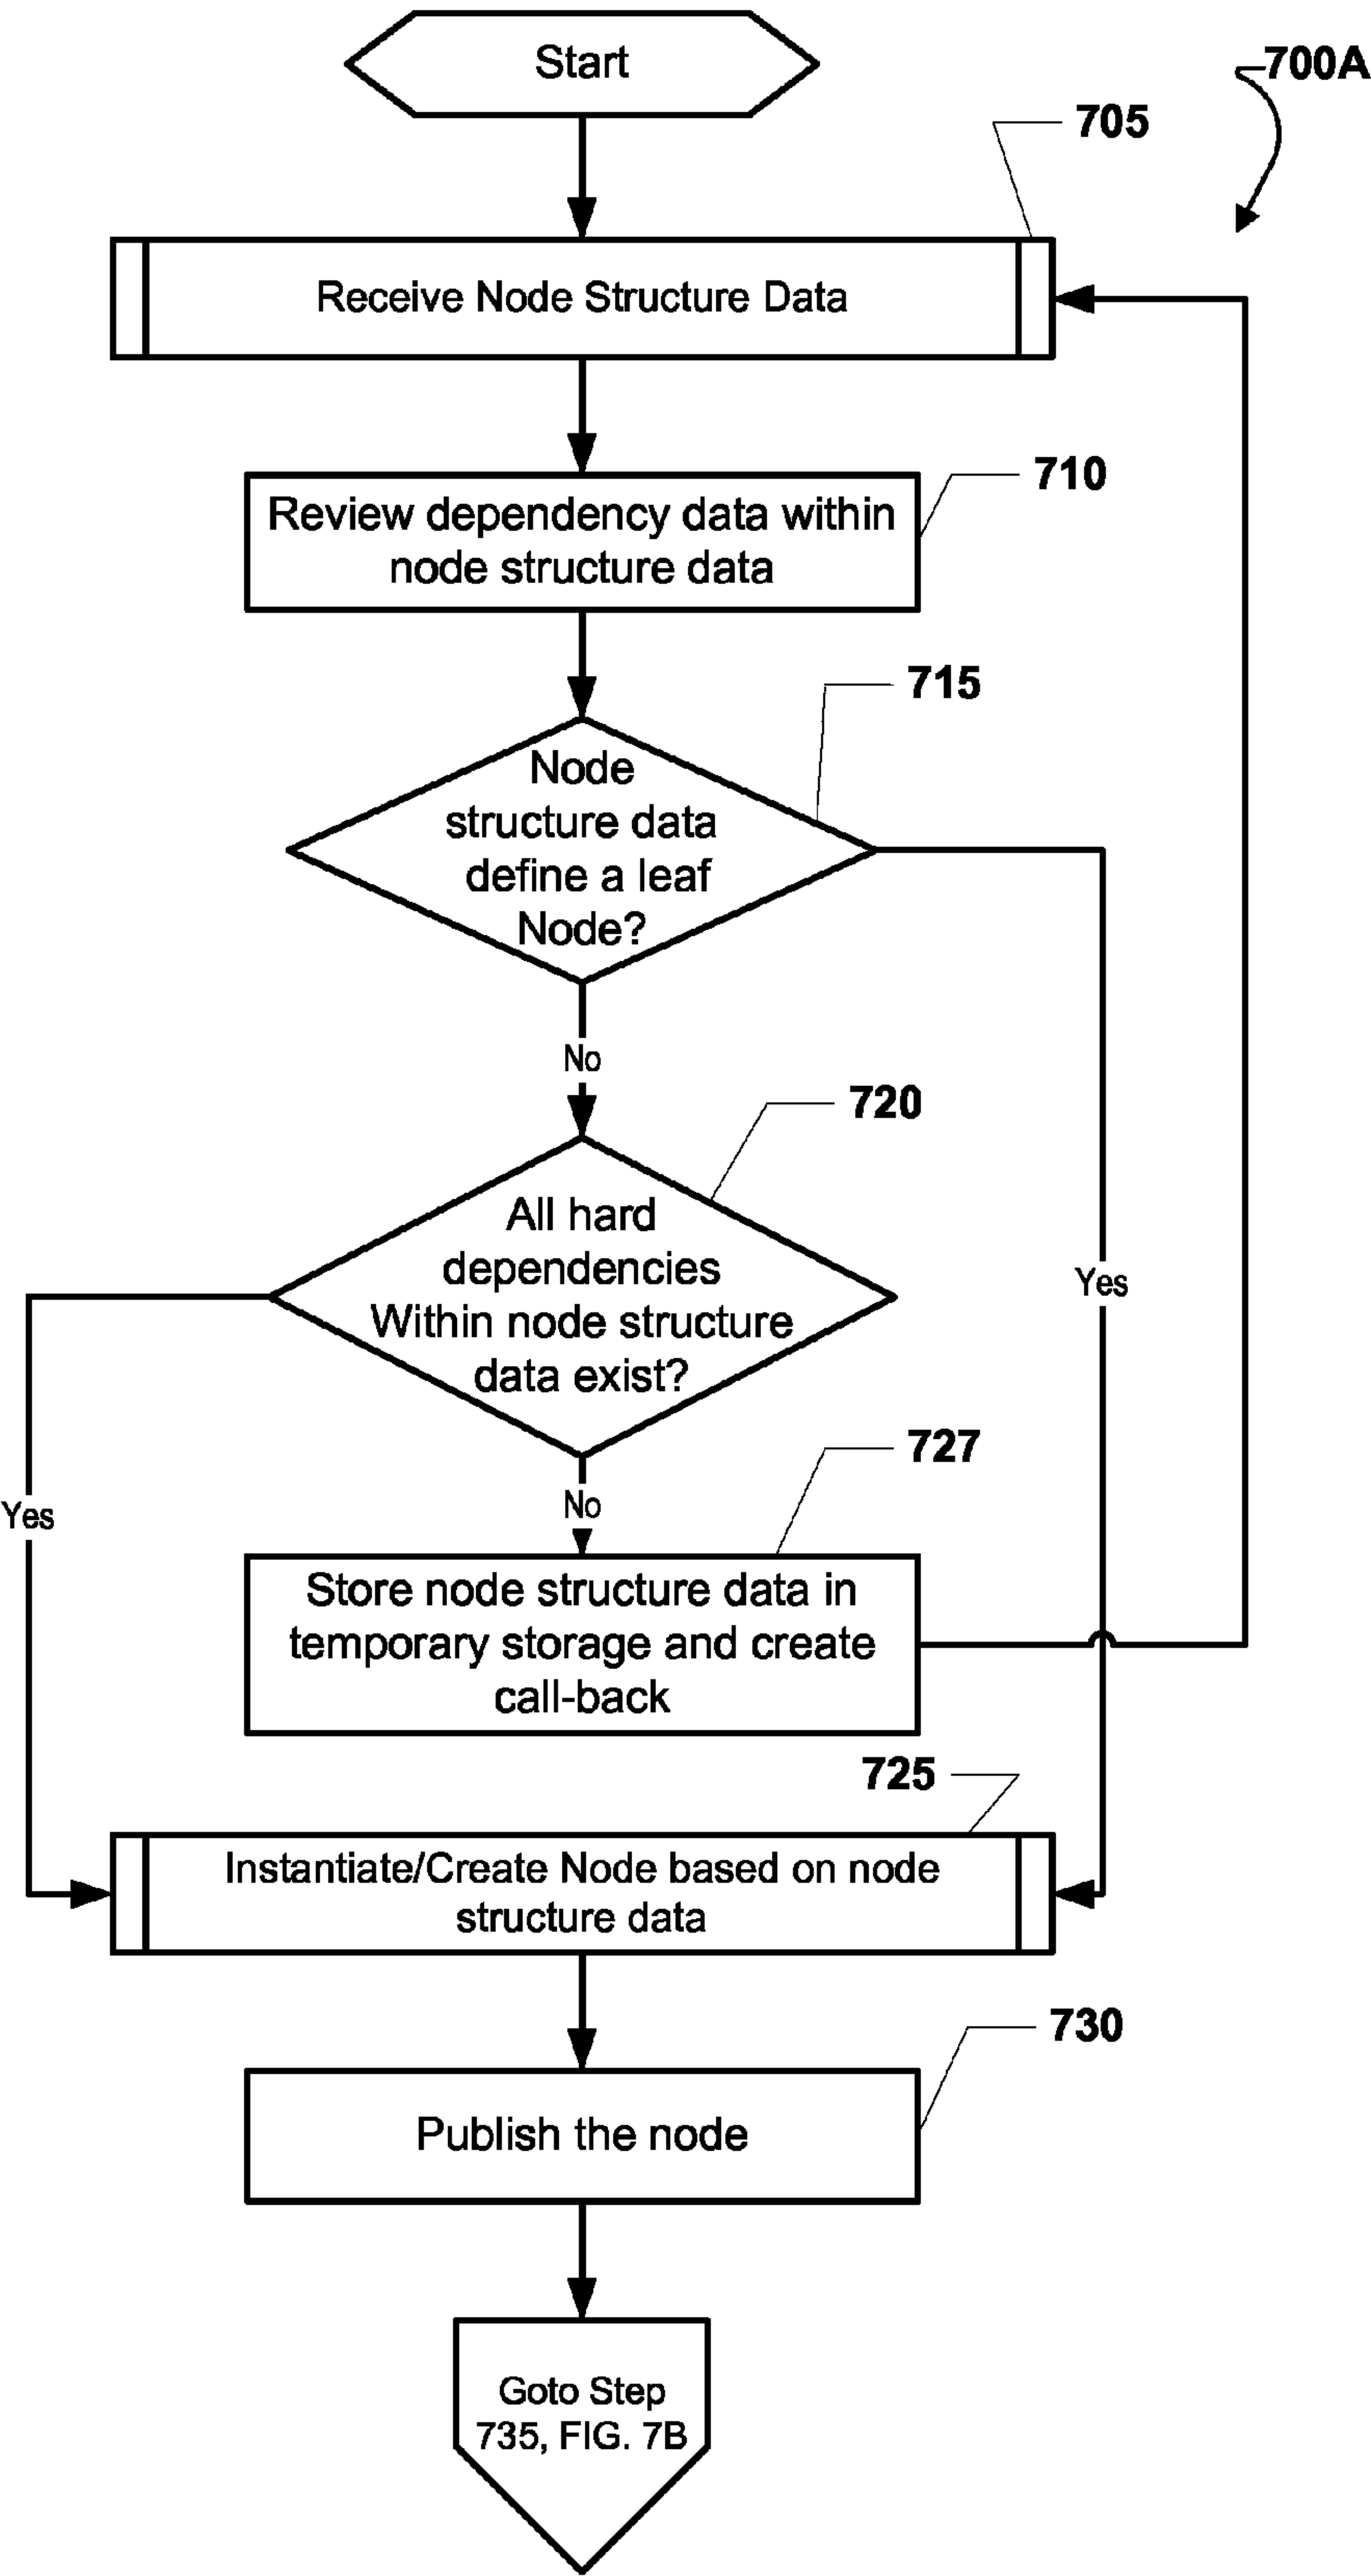 Start
700A
705
Receive Node Structure Data
710
Review dependency data within
node structure data
715
Node
structure data
define a leaf
Node?
No
720
All hard
dependencies
Within node structure
data exist?
Yes
727
No
Yes
Store node structure data in
temporary storage and create
call-back
725
Instantiate/Create Node based on node
structure data
730
Publish the node
Goto Step
735, FIG. 7B